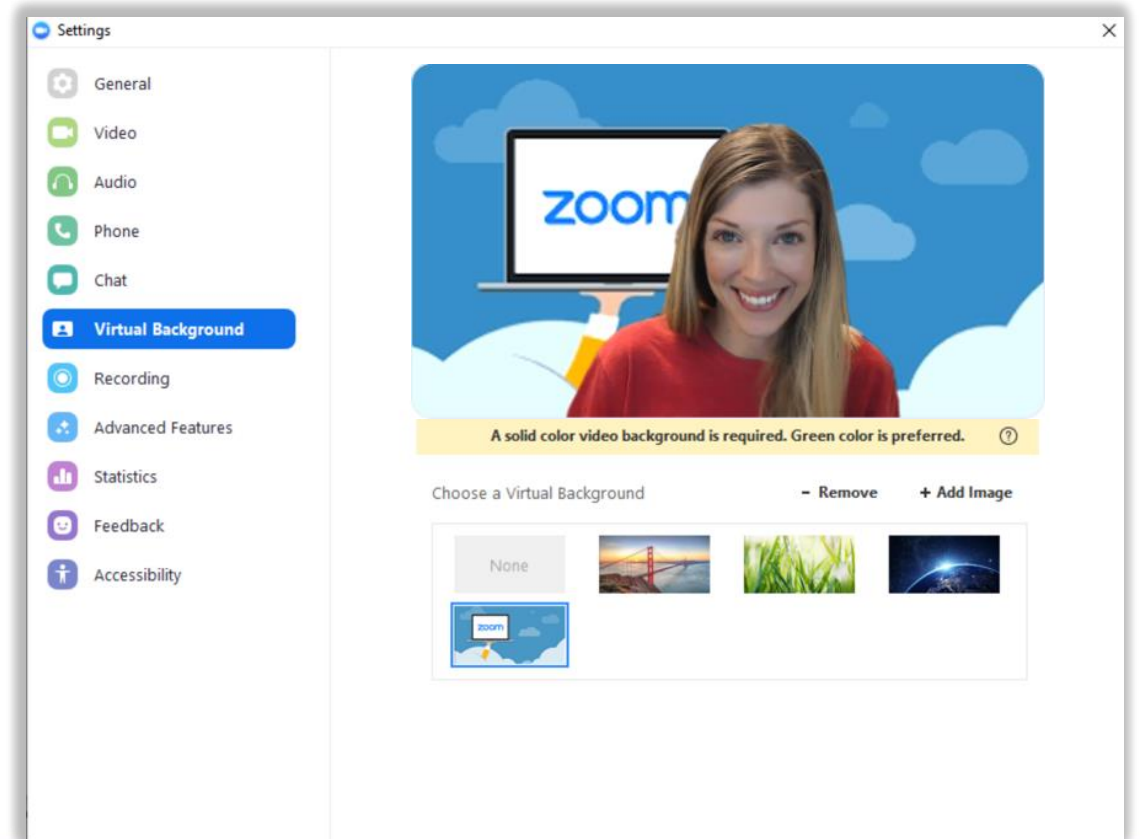 Settings
General
Video
Audio
Phone
Chat
Virtual Background
Recording
Advanced Features
Statistics
Feedback
Accessibility
zoom
A solid color video background is required. Green color is preferred. ?
Choose a Virtual Background - Remove + Add Image
None
zoom